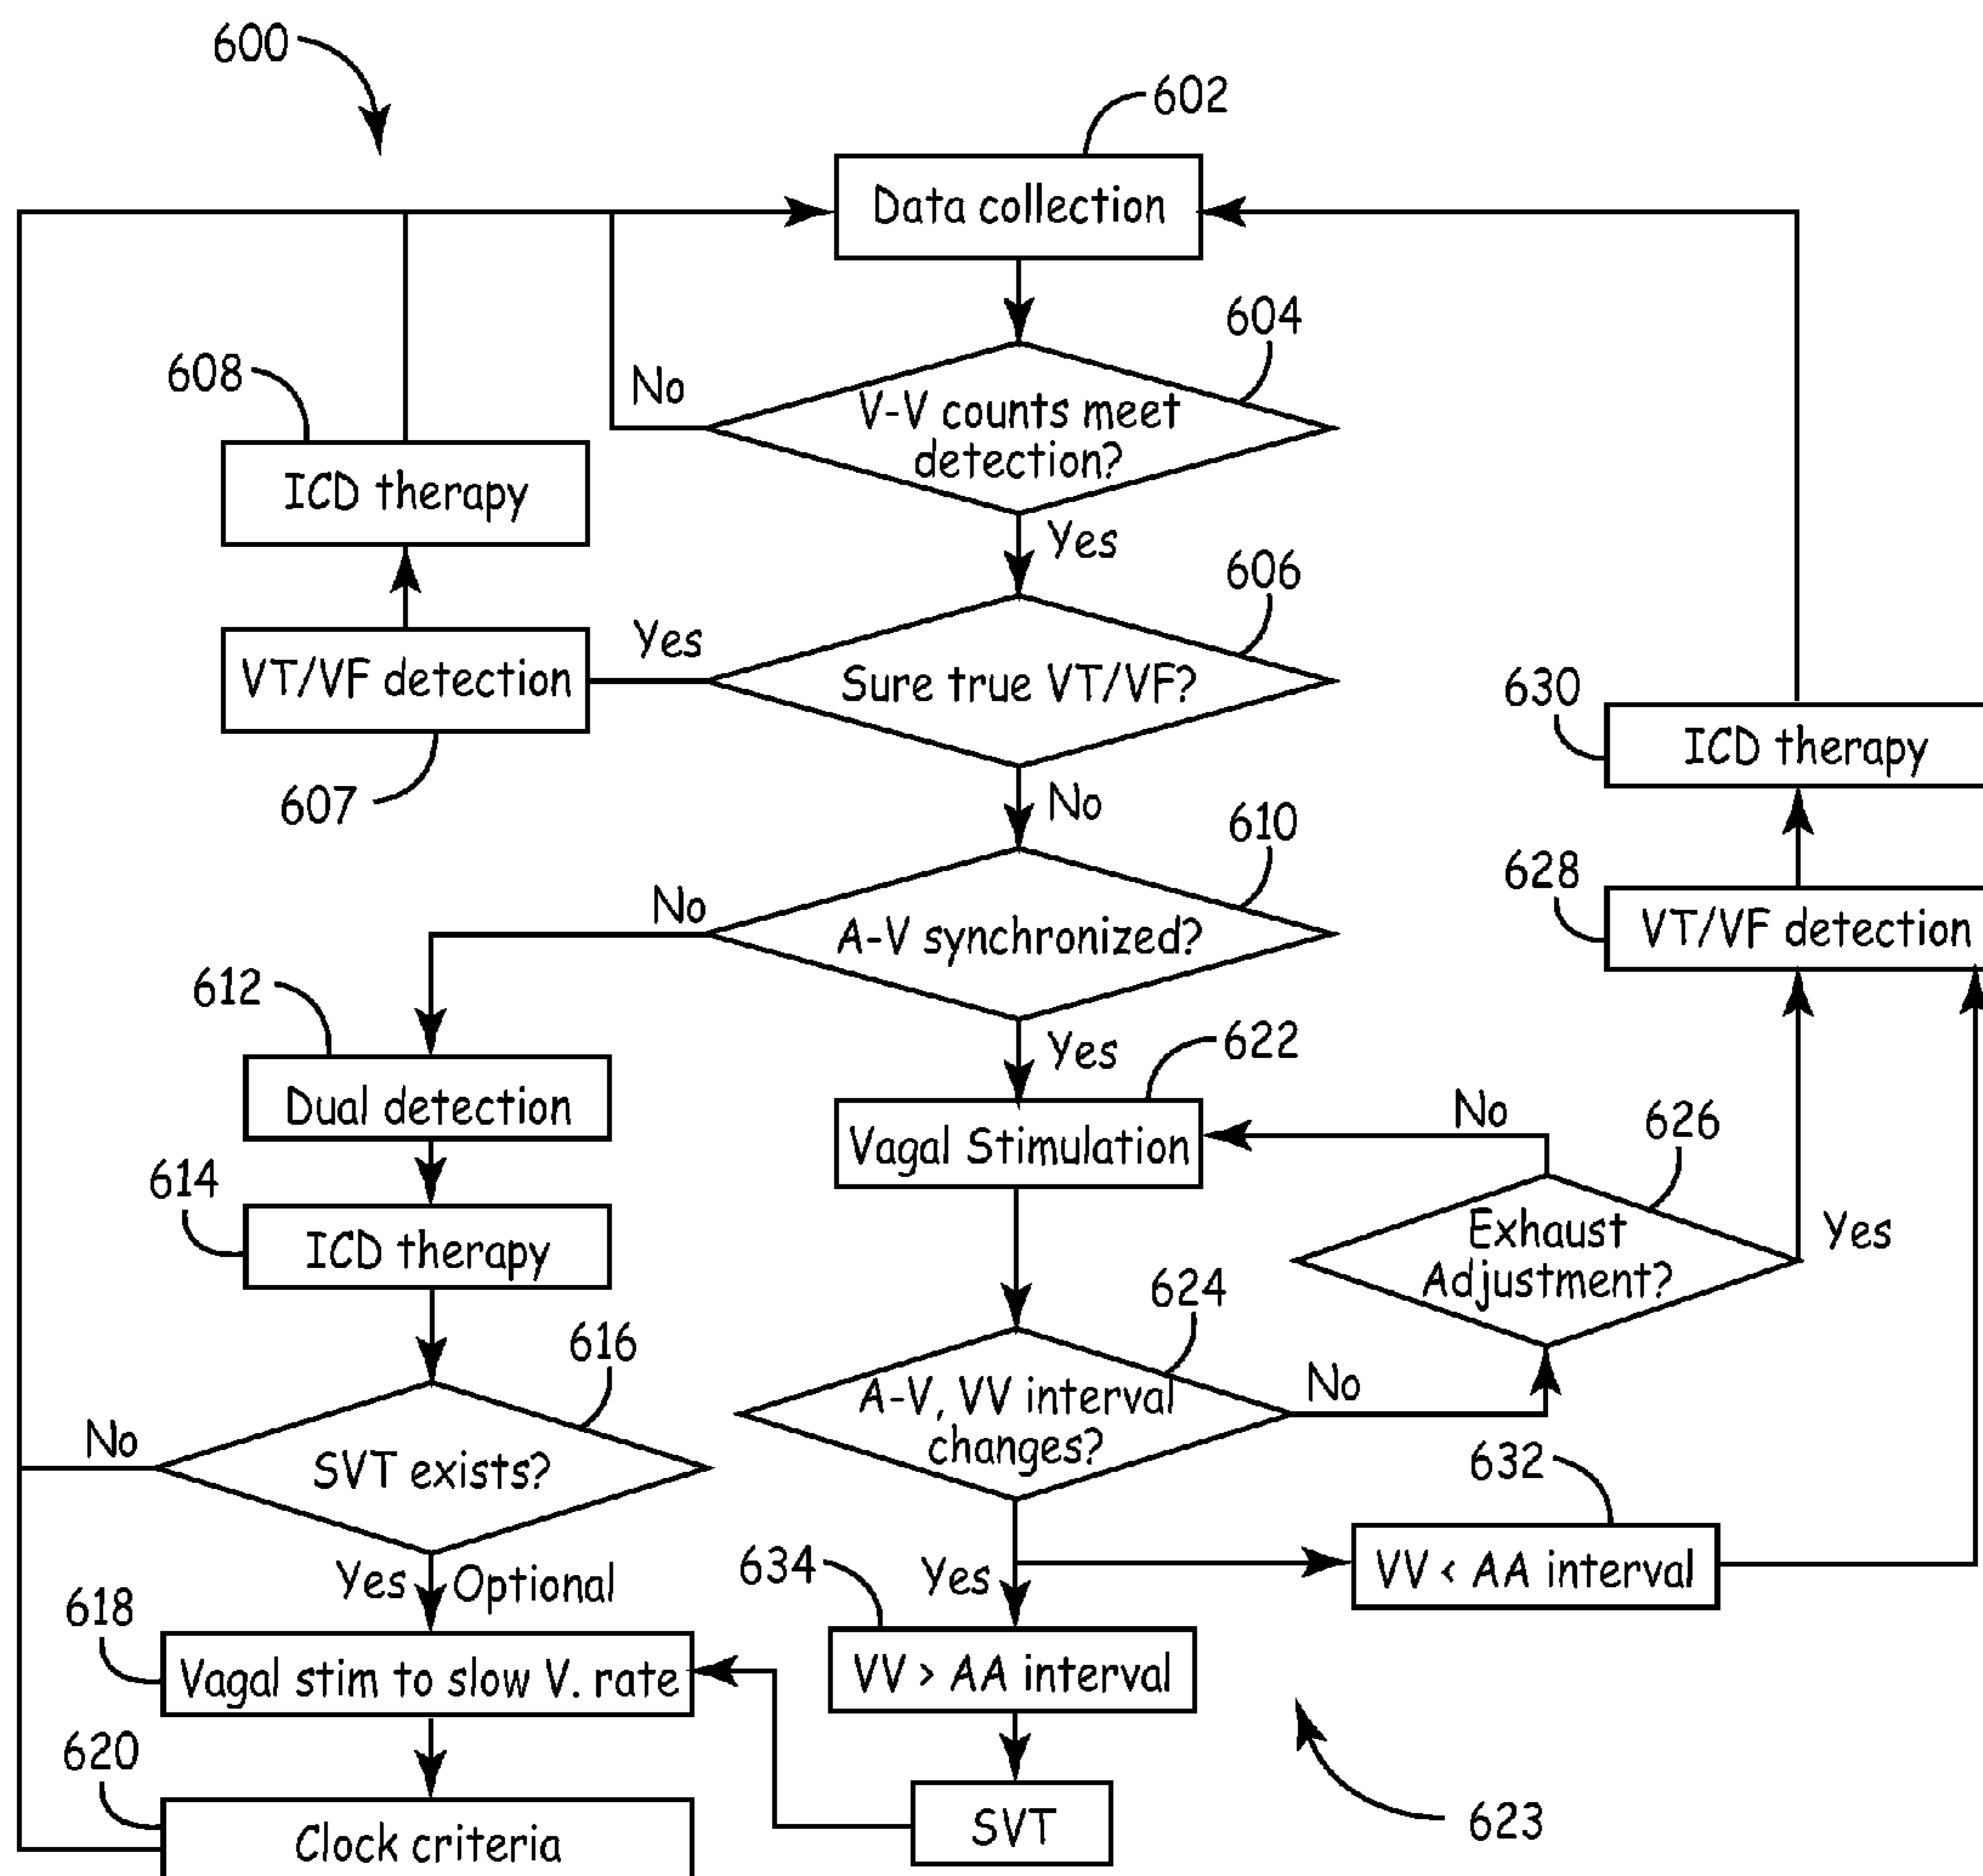 600
602
Data collection
604
608
No
V-V counts meet
detection?
ICD therapy
Yes
606
Yes
VT/VF detection
Sure true VT/VF?
630
ICD therapy
607
No
610
628
No
A-V synchronized?
VT/VF detection
612
Yes
622
Dual detection
No
626
Vagal Stimulation
614
Exhaust
Adjustment?
Yes
ICD therapy
624
616
No
A-V, VV interval
changes?
No
SVT exists?
632
Yes
Optional
634
Yes
VV < AA interval
618
Vagal stim to slow V. rate
VV > AA interval
620
623
Clock criteria
SVT